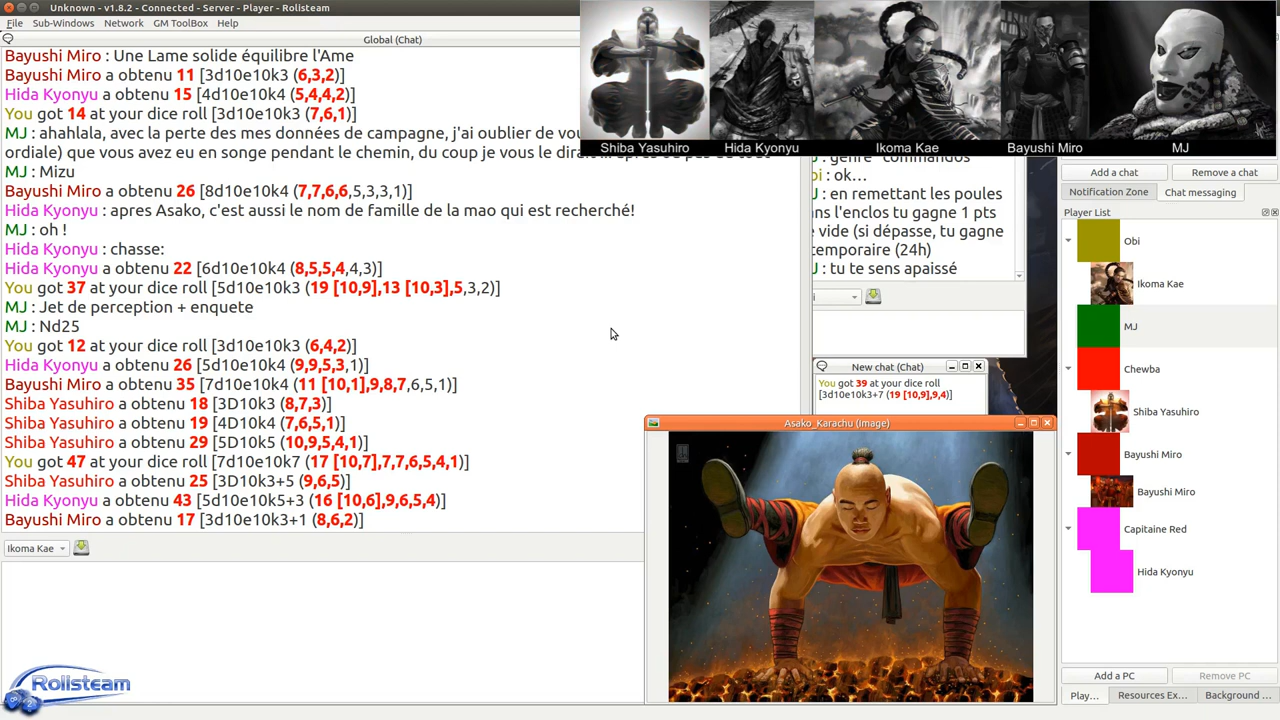 Unknown - v1.8.2 - Connected - Server - Player - Rolisteam
File Sub-Windows Network GM ToolBox Help
Global (Chat)
Bayushi Miro : Une Lame solide équilibre l'Ame
Bayushi Miro a obtenu 11 [3d10e10k3 (6,3,2)]
Hida Kyonyu a obtenu 15 [4d10e10k4 (5,4,4,2)]
You got 14 at your dice roll [3d10e10k3 (7,6,1)]
MJ : ahahlala, avec la perte des mes données de campagne, j'ai oublier de
ordiale) que vous avez eu en songe pendant le chemin, du coup je vous le dirait
MJ : Mizu
Bayushi Miro a obtenu 26 [8d10e10k4 (7,7,6,6,5,3,3,1)]
Hida Kyonyu : apres Asako, c'est aussi le nom de famille de la mao qui est recherché!
MJ : oh !
Hida Kyonyu : chasse:
Hida Kyonyu a obtenu 22 [6d10e10k4 (8,5,5,4,4,3)]
You got 37 at your dice roll [5d10e10k3 (19 [10,9],13 [10,3],5,3,2)]
MJ : Jet de perception + enquete
MJ : Nd25
You got 12 at your dice roll [3d10e10k3 (6,4,2)]
Hida Kyonyu a obtenu 26 [5d10e10k4 (9,9,5,3,1)]
Bayushi Miro a obtenu 35 [7d10e10k4 (11 [10,1],9,8,7,6,5,1)]
Shiba Yasuhiro a obtenu 18 [3D10k3 (8,7,3)]
Shiba Yasuhiro a obtenu 19 [4D10k4 (7,6,5,1)]
Shiba Yasuhiro a obtenu 29 [5D10k5 (10,9,5,4,1)]
You got 47 at your dice roll [7d10e10k7 (17 [10,7],7,7,6,5,4,1)]
Shiba Yasuhiro a obtenu 25 [3D10k3+5 (9,6,5)]
Hida Kyonyu a obtenu 43 [5d10e10k5+3 (16 [10,6],9,6,5,4)]
Bayushi Miro a obtenu 17 [3d10e10k3+1 (8,6,2)]
Ikoma Kae
Rolisteam
Shiba Yasuhiro Hida Kyonyu Ikoma Kae Bayushi Miro MJ
J : genre "commandos"
bi : ok...
J : en remettant les poules
ans l'enclos tu gagne 1 pts
e vide (si dépasse, tu gagne
temporaire (24h)
J : tu te sens apaissé
New chat (Chat)
You got 39 at your dice roll
[3d10e10k3+7 (19 [10,9],9,4)]
Asako_Karachu (Image)
Add a chat Remove a chat
Notification Zone Chat messaging
Player List
Obi
Ikoma Kae
MJ
Chewba
Shiba Yasuhiro
Bayushi Miro
Bayushi Miro
Capitaine Red
Hida Kyonyu
Add a PC Remove PC
Play... Resources Ex... Background ...